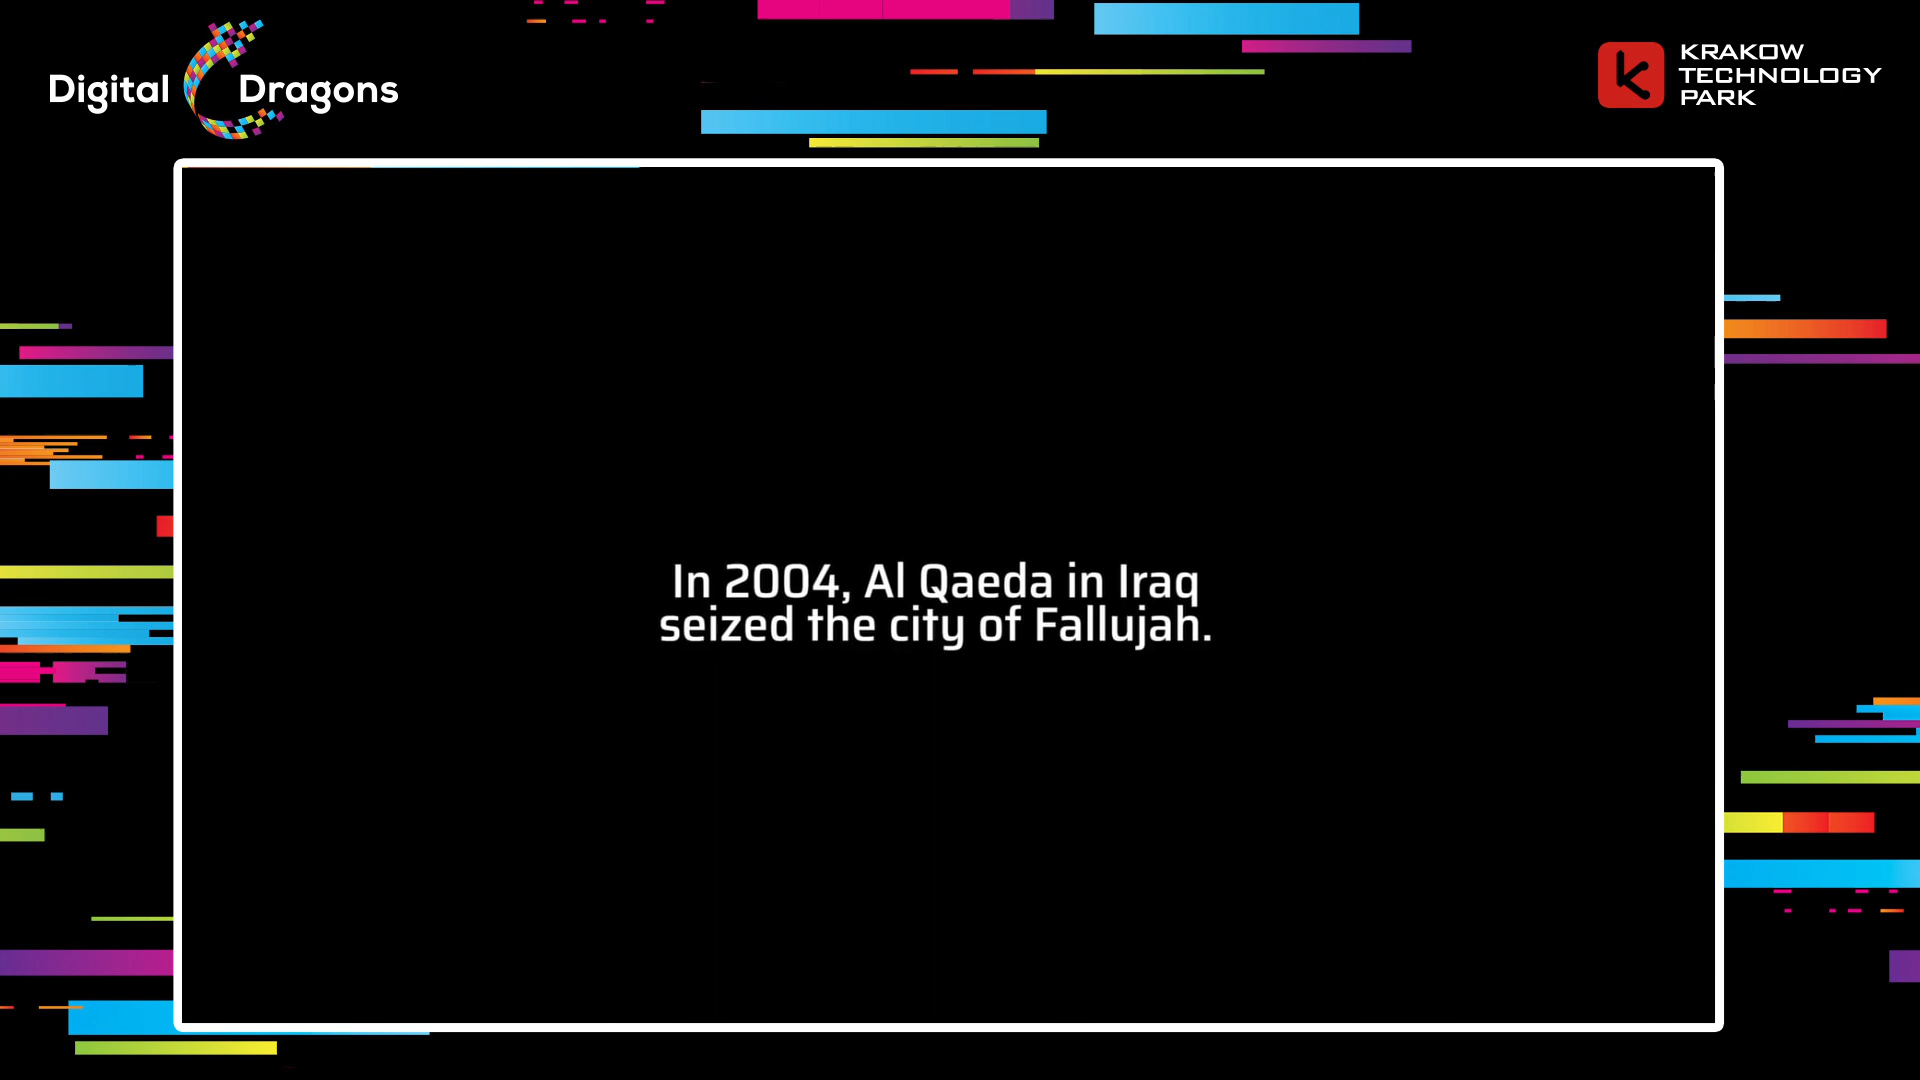 Digital Dragons
KRAKOW
TECHNOLOGY
PARK
In 2004, Al Qaeda in Iraq
seized the city of Fallujah.